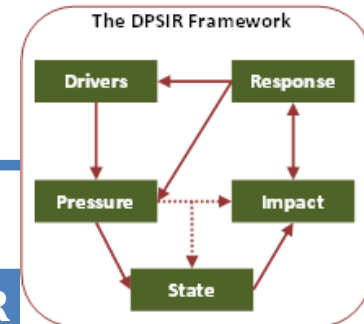 The DPSIR Framework
Drivers
Response
Pressure
Impact
State
R